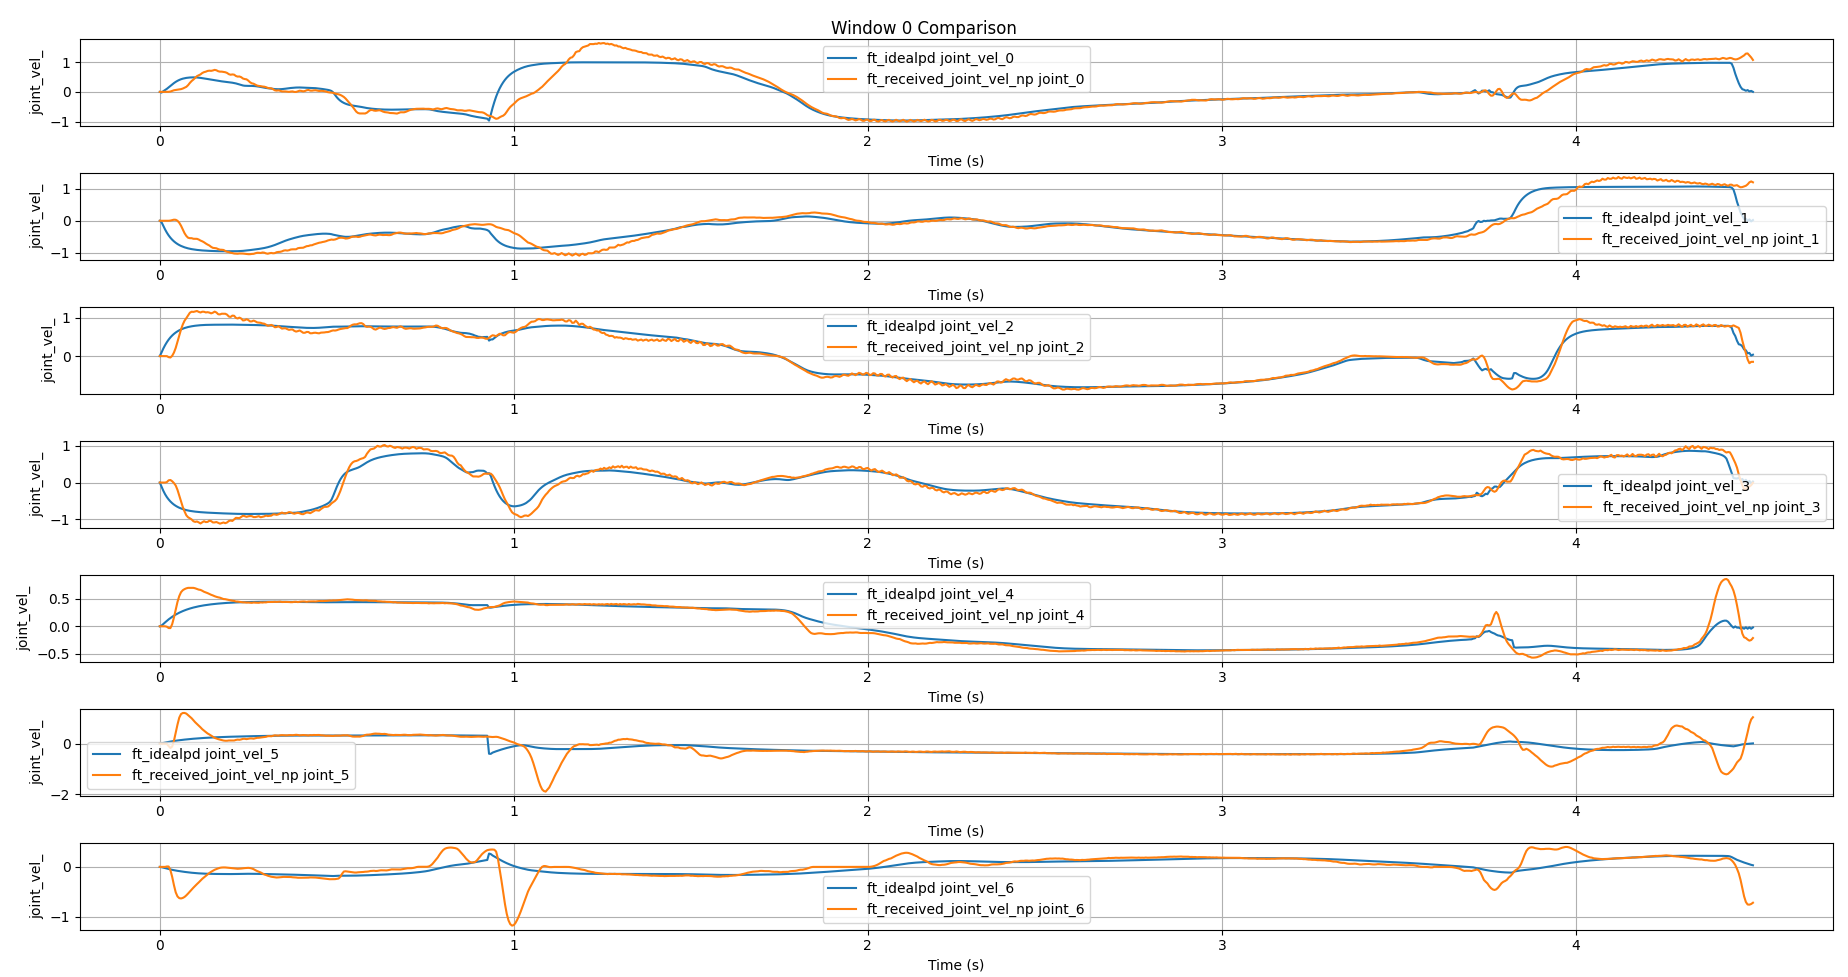 Window 0 Comparison
joint_vel_
1
0
−1
ft_idealpd joint_vel_0
ft_received_joint_vel_np joint_0
0 1 2 3 4
Time (s)
joint_vel_
1
0
−1
ft_idealpd joint_vel_1
ft_received_joint_vel_np joint_1
0 1 2 3 4
Time (s)
joint_vel_
1
0
ft_idealpd joint_vel_2
ft_received_joint_vel_np joint_2
0 1 2 3 4
Time (s)
joint_vel_
1
0
−1
ft_idealpd joint_vel_3
ft_received_joint_vel_np joint_3
0 1 2 3 4
Time (s)
joint_vel_
0.5
0.0
−0.5
ft_idealpd joint_vel_4
ft_received_joint_vel_np joint_4
0 1 2 3 4
Time (s)
joint_vel_
0
−2
ft_idealpd joint_vel_5
ft_received_joint_vel_np joint_5
0 1 2 3 4
Time (s)
joint_vel_
0
−1
ft_idealpd joint_vel_6
ft_received_joint_vel_np joint_6
0 1 2 3 4
Time (s)